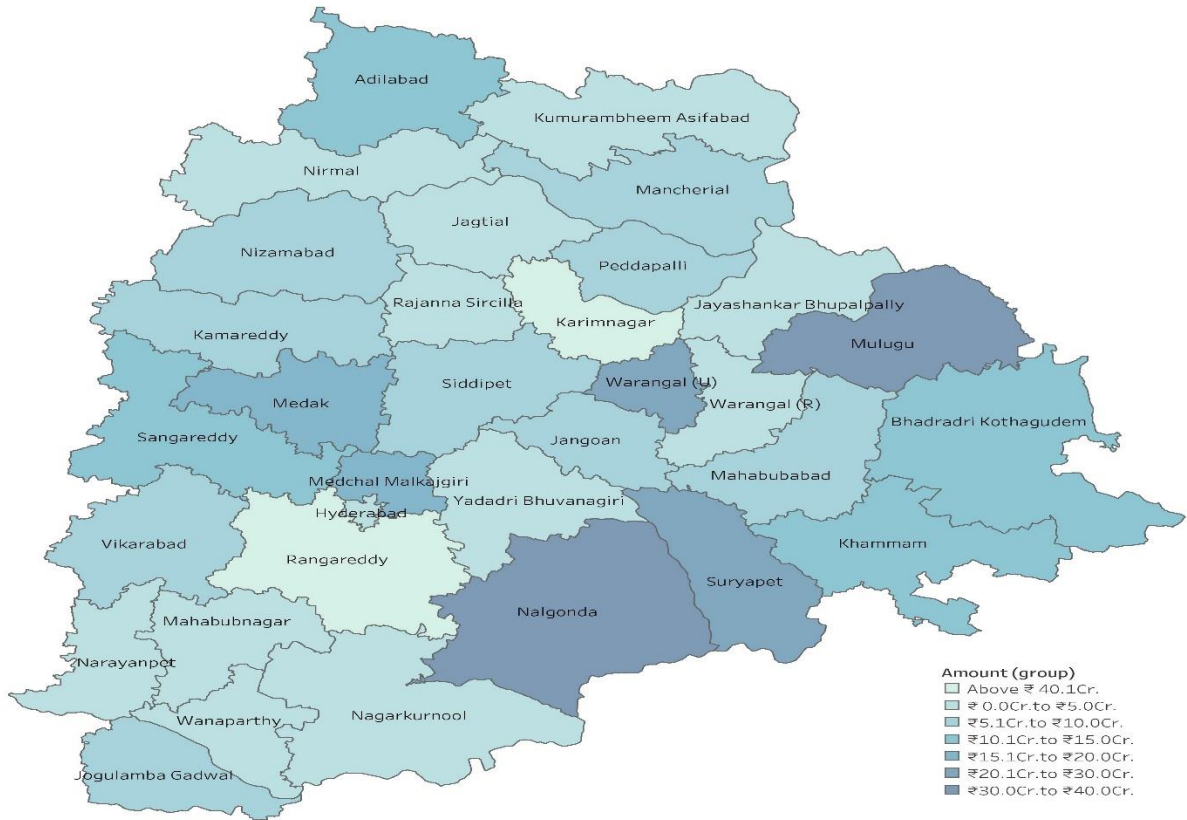 Adilabad
Kumurambheem Asifabad
Nirmal
Mancherial
Jagtial
Nizamabad
Peddapalli
Rajanna Sircilla
Jayashankar Bhupalpally
Karimnagar
Kamareddy
Mulugu
Siddipet
Warangal (U)
Medak
Warangal (R)
Bhadradri Kothagudem
Sangareddy
Jangoan
Mahabubabad
Medchal Malkajgiri
Yadadri Bhuvanagiri
Hyderabad
Vikarabad
Khammam
Rangareddy
Suryapet
Nalgonda
Mahabubnagar
Narayanpet
Wanaparthy
Nagarkurnool
Jogulamba Gadwal
Amount (group)
Above ₹ 40.1Cr.
₹ 0.0Cr.to ₹5.0Cr.
₹5.1Cr.to ₹10.0Cr.
₹10.1Cr.to ₹15.0Cr.
₹15.1Cr.to ₹20.0Cr.
₹20.1Cr.to ₹30.0Cr.
₹30.0Cr.to ₹40.0Cr.